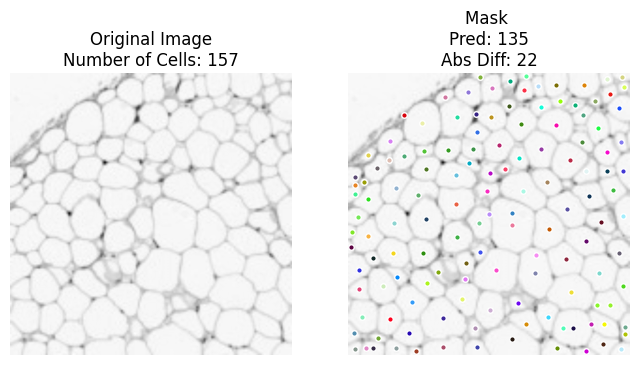 Original Image
Number of Cells: 157
Mask
Pred: 135
Abs Diff: 22